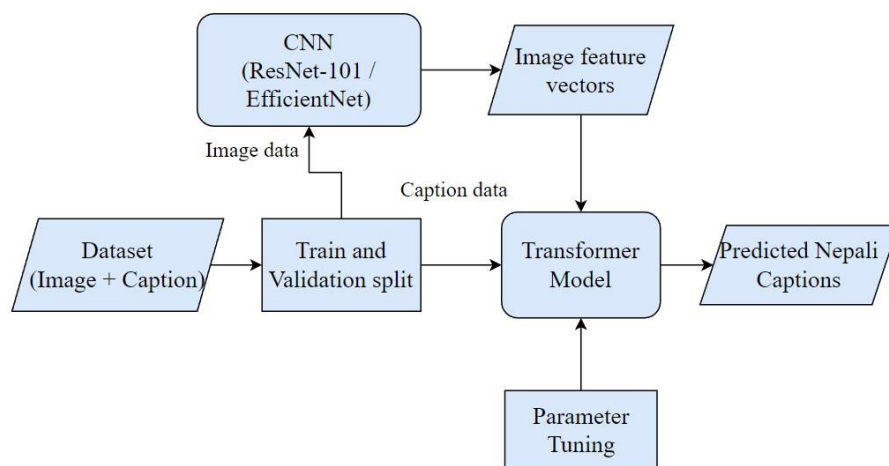 CNN
(ResNet-101 /
EfficientNet)
Image feature
vectors
Image data
Caption data
Dataset
(Image + Caption)
Train and
Validation split
Transformer
Model
Predicted Nepali
Captions
Parameter
Tuning